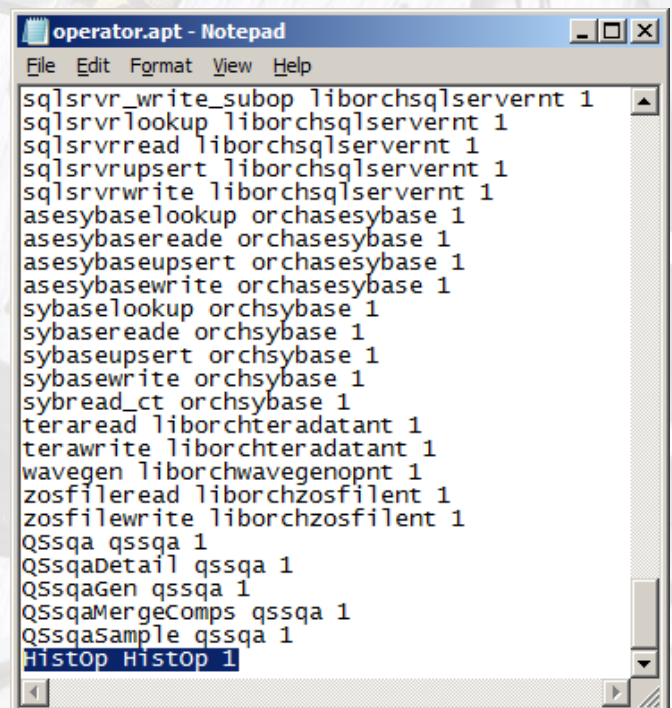 operator.apt - Notepad
File Edit Format View Help
sqlsrvr_write_subop liborchsqlservernt 1
sqlsrvrlookup liborchsqlservernt 1
sqlsrvrread liborchsqlservernt 1
sqlsrvrupsert liborchsqlservernt 1
sqlsrvrwrite liborchsqlservernt 1
asesybaselookup orchasesybase 1
asesybasereade orchasesybase 1
asesybaseupsert orchasesybase 1
asesybasewrite orchasesybase 1
sybaselookup orchsybase 1
sybasereade orchsybase 1
sybaseupsert orchsybase 1
sybasewrite orchsybase 1
sybread_ct orchsybase 1
teraread liborchteradatant 1
terawrite liborchteradatant 1
wavegen liborchwavegenopnt 1
zosfileread liborchzosfilent 1
zosfilewrite liborchzosfilent 1
QSsqa qssqa 1
QSsqaDetail qssqa 1
QSsqaGen qssqa 1
QSsqaMergeComps qssqa 1
QSsqaSample qssqa 1
HistOp HistOp 1